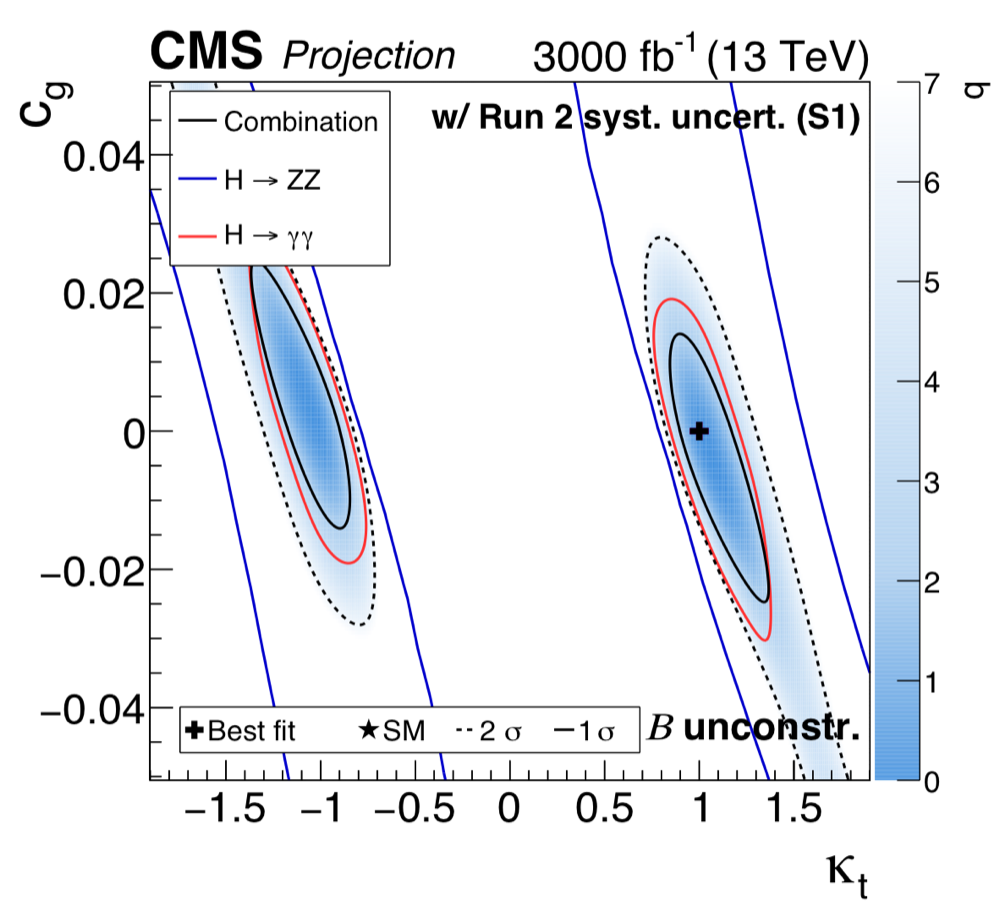 CMS Projection 3000 fb-1 (13 TeV)
w/ Run 2 syst. uncert. (S1)
Combination
H → ZZ
H → γγ
cg
0.04
0.02
0
−0.02
−0.04
7
6
5
4
3
2
1
0
q
Best fit ★SM -- 2 σ — 1 σ
B unconstr.
−1.5 −1 −0.5 0 0.5 1 1.5
κt